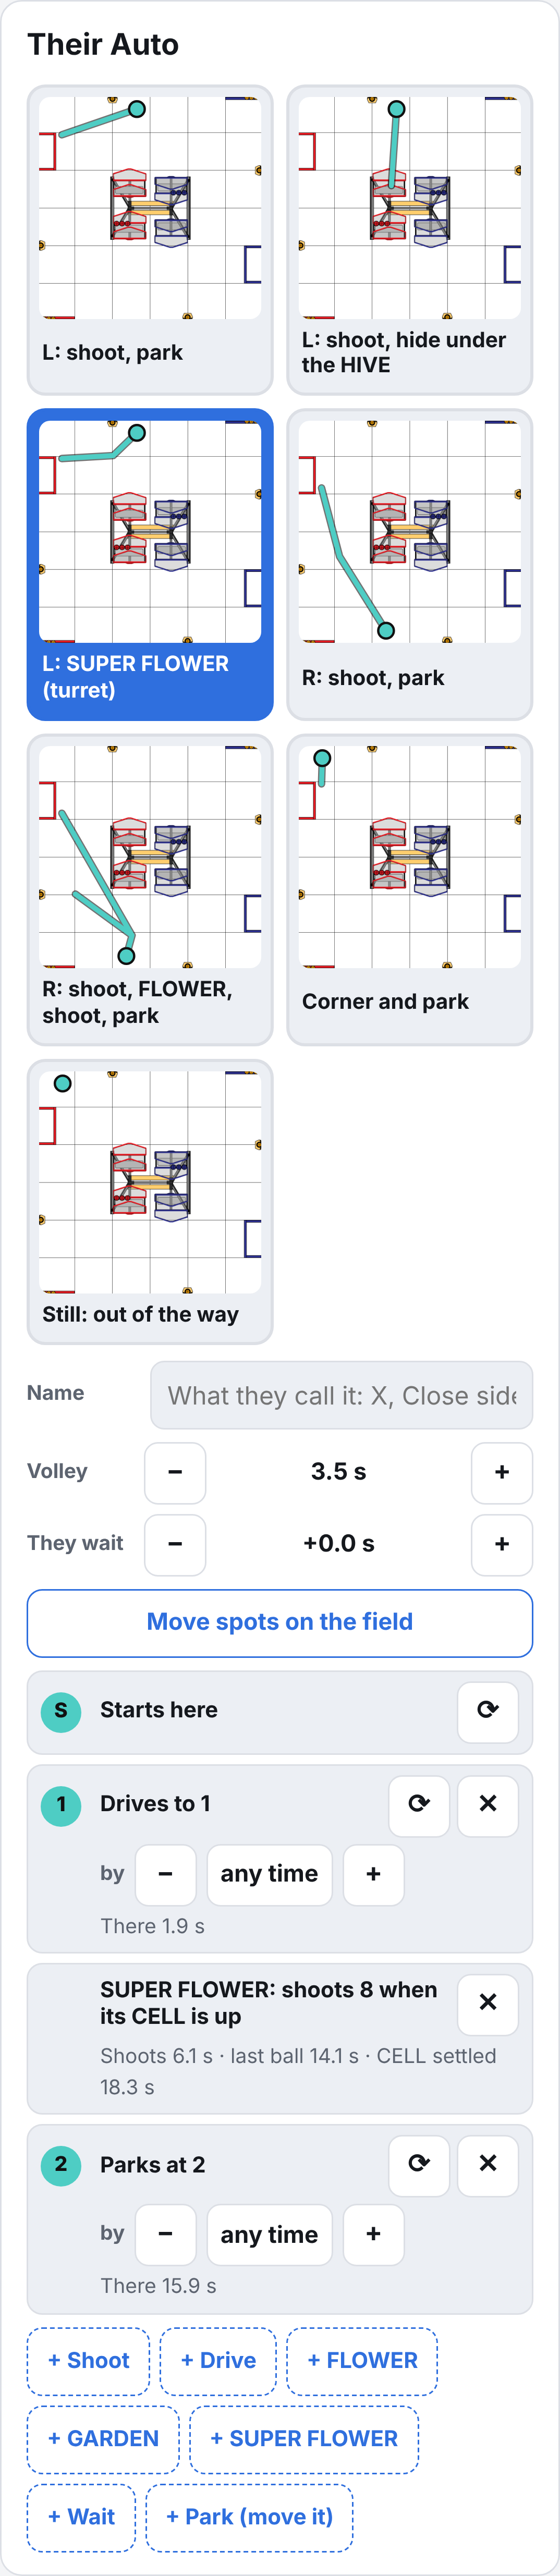 Their Auto
L: shoot, park
L: shoot, hide under
the HIVE
L: SUPER FLOWER
(turret)
R: shoot, park
R: shoot, FLOWER,
shoot, park
Corner and park
Still: out of the way
Name
What they call it: X, Close side
Volley
−
3.5 s
+
They wait
−
+0.0 s
+
Move spots on the field
S
Starts here
⟳
1
Drives to 1
⟳
✕
by
−
any time
+
There 1.9 s
SUPER FLOWER: shoots 8 when
its CELL is up
✕
Shoots 6.1 s · last ball 14.1 s · CELL settled
18.3 s
2
Parks at 2
⟳
✕
by
−
any time
+
There 15.9 s
+ Shoot
+ Drive
+ FLOWER
+ GARDEN
+ SUPER FLOWER
+ Wait
+ Park (move it)